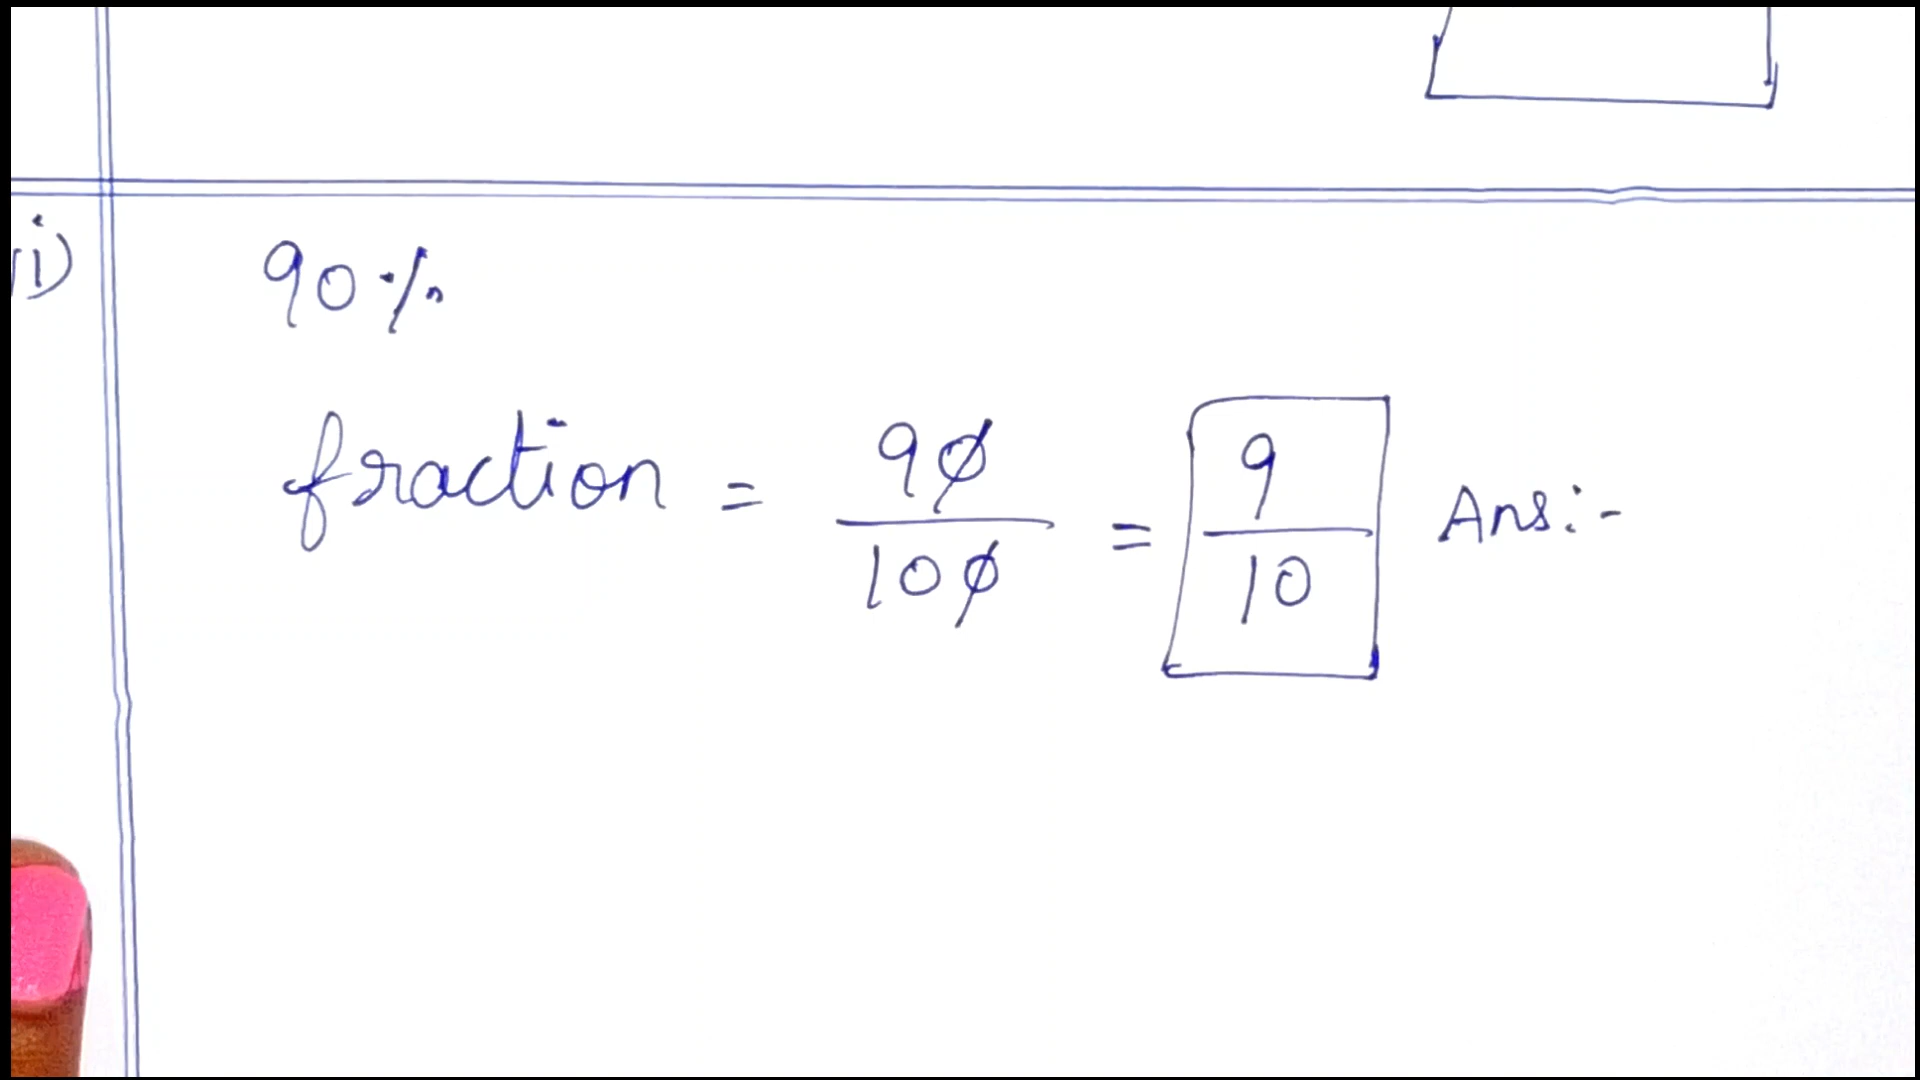 i)
90%
fraction = 90/100 = 9/10 Ans:-